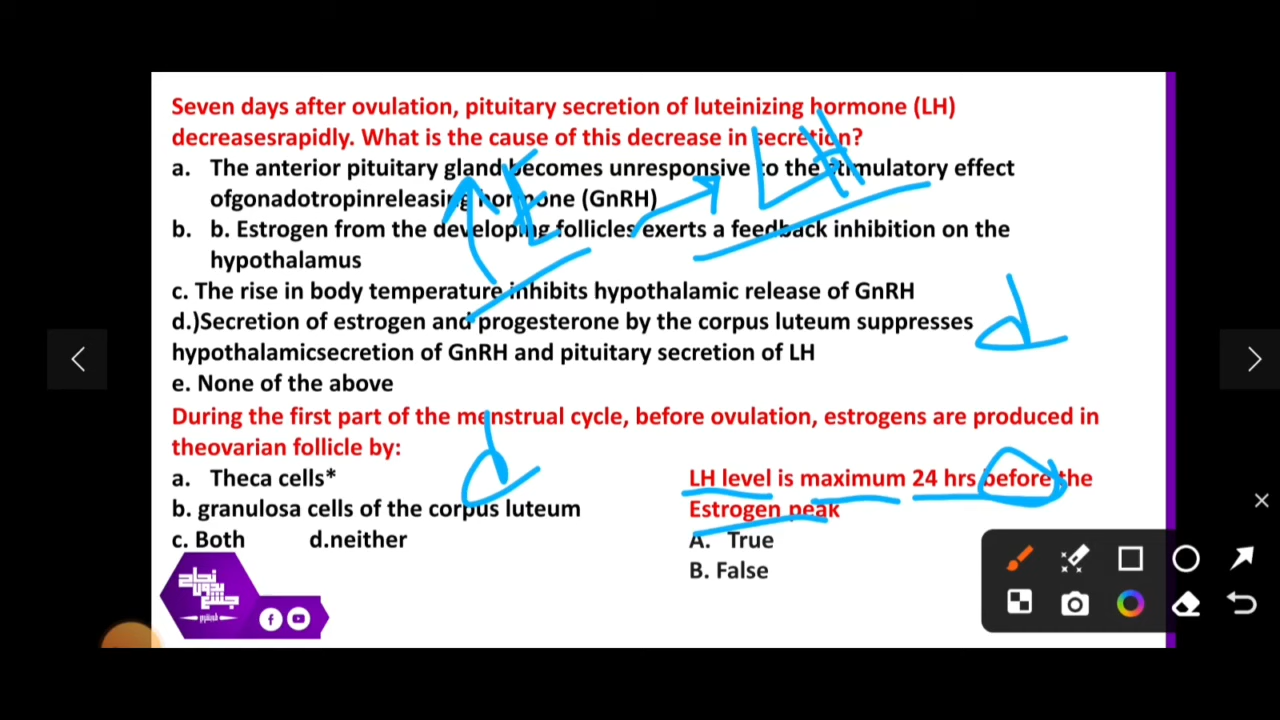 Seven days after ovulation, pituitary secretion of luteinizing hormone (LH)
decreasesrapidly. What is the cause of this decrease in secretion?
a. The anterior pituitary gland becomes unresponsive to the stimulatory effect
ofgonadotropinreleasing hormone (GnRH)
b. b. Estrogen from the developing follicles exerts a feedback inhibition on the
hypothalamus
c. The rise in body temperature inhibits hypothalamic release of GnRH
d.)Secretion of estrogen and progesterone by the corpus luteum suppresses
hypothalamicsecretion of GnRH and pituitary secretion of LH
e. None of the above
During the first part of the menstrual cycle, before ovulation, estrogens are produced in
theovarian follicle by:
a. Theca cells*
b. granulosa cells of the corpus luteum
c. Both d.neither
LH level is maximum 24 hrs before the
Estrogen peak
A. True
B. False
E
LH
d
d